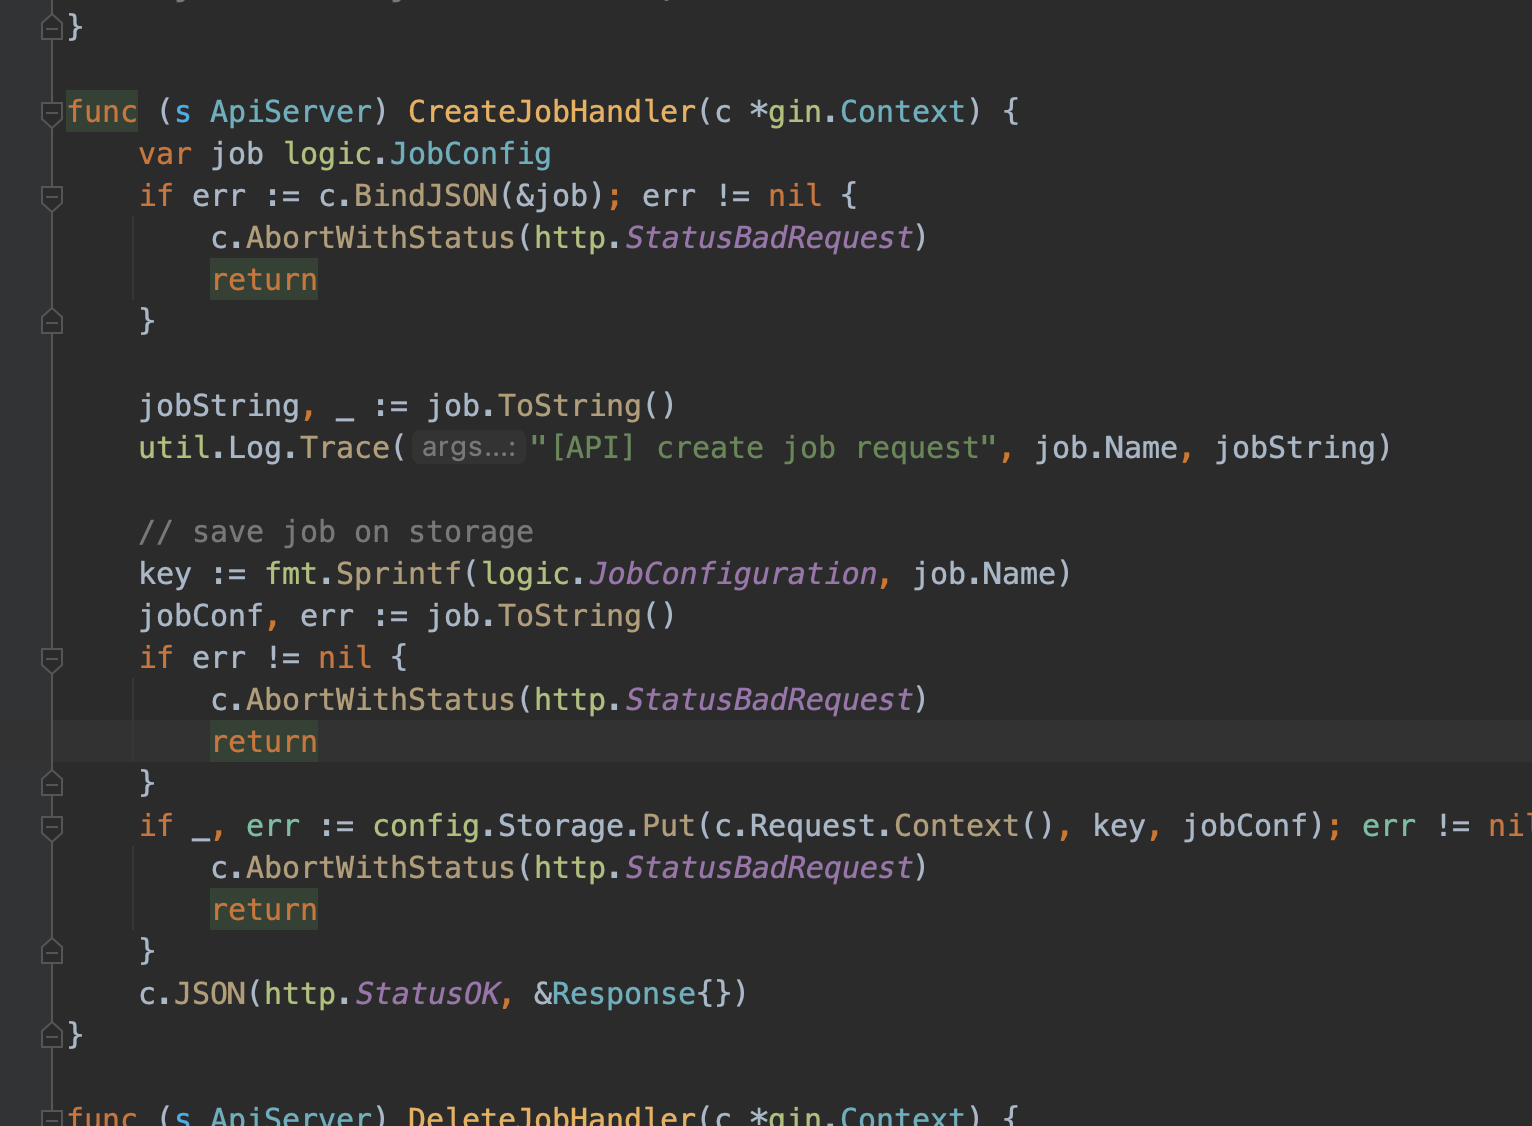 }
func (s ApiServer) CreateJobHandler(c *gin.Context) {
    var job logic.JobConfig
    if err := c.BindJSON(&job); err != nil {
        c.AbortWithStatus(http.StatusBadRequest)
        return
    }
    jobString, _ := job.ToString()
    util.Log.Trace( args...: "[API] create job request", job.Name, jobString)
    // save job on storage
    key := fmt.Sprintf(logic.JobConfiguration, job.Name)
    jobConf, err := job.ToString()
    if err != nil {
        c.AbortWithStatus(http.StatusBadRequest)
        return
    }
    if _, err := config.Storage.Put(c.Request.Context(), key, jobConf); err != nil
        c.AbortWithStatus(http.StatusBadRequest)
        return
    }
    c.JSON(http.StatusOK, &Response{})
}
func (s ApiServer) DeleteJobHandler(c *gin.Context) {